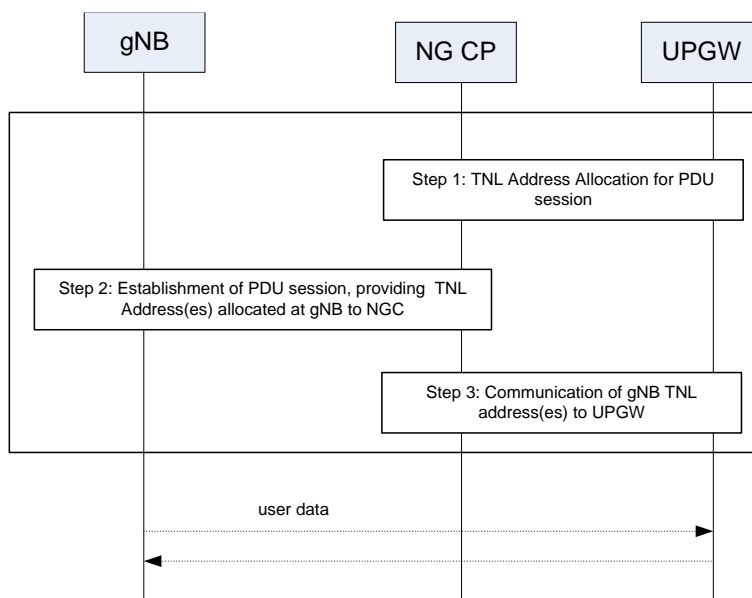 gNB
NG CP
UPGW
Step 1: TNL Address Allocation for PDU
session
Step 2: Establishment of PDU session, providing TNL
Address(es) allocated at gNB to NGC
Step 3: Communication of gNB TNL
address(es) to UPGW
user data